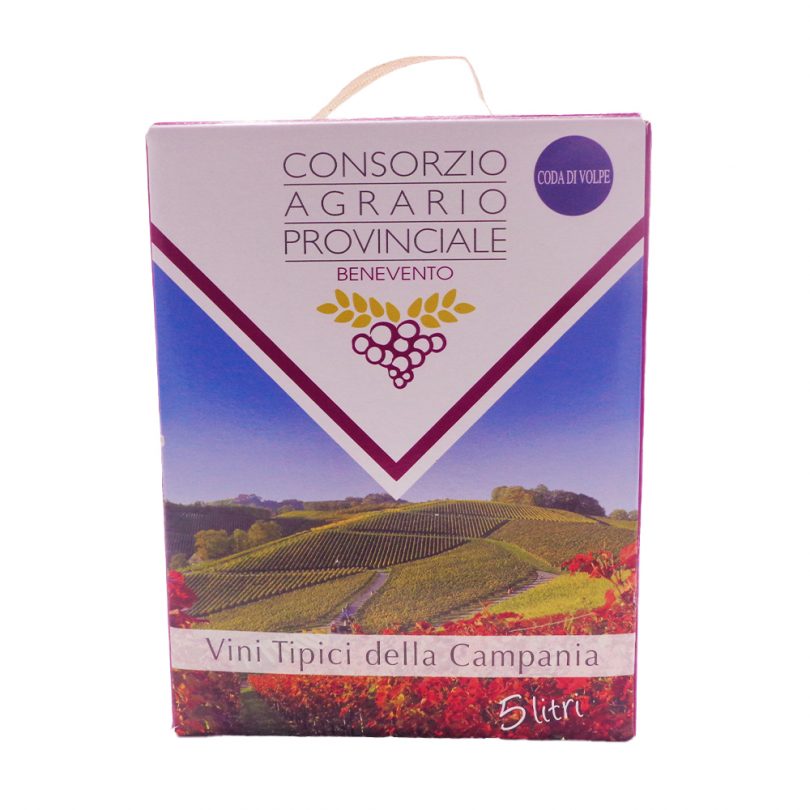 CONSORZIO
AGRARIO
PROVINCIALE
BENEVENTO
CODA DI VOLPE
Vini Tipici della Campania
5 litri